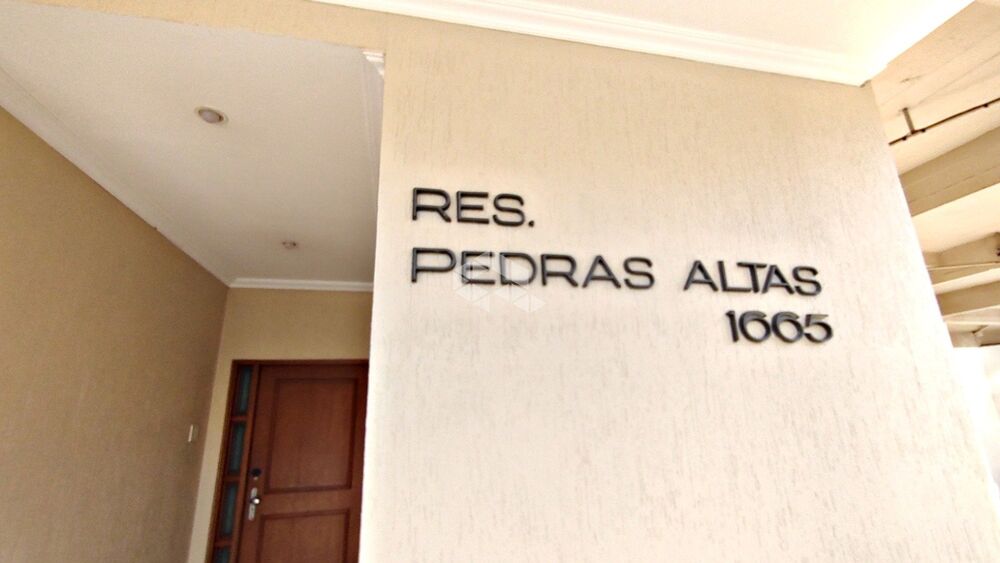 RES.
PEDRAS ALTAS
1665